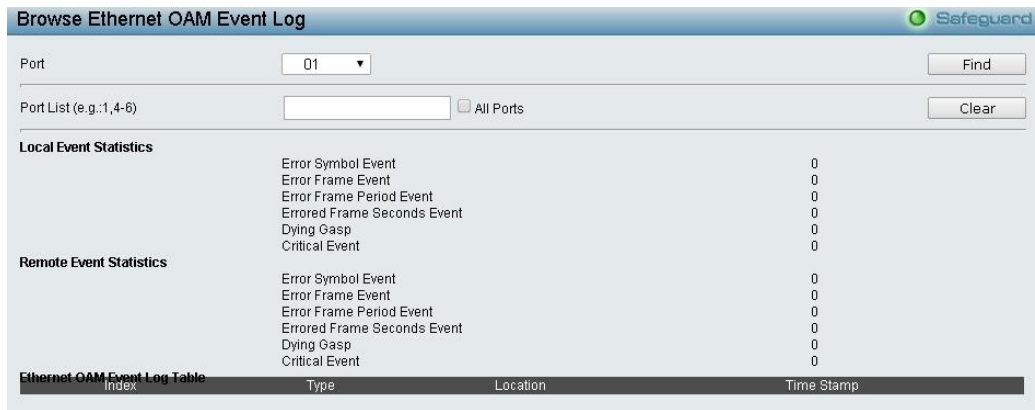 Browse Ethernet OAM Event Log
Safeguard
Port 01 Find
Port List (e.g.:1,4-6) All Ports Clear
Local Event Statistics
Error Symbol Event 0
Error Frame Event 0
Error Frame Period Event 0
Errored Frame Seconds Event 0
Dying Gasp 0
Critical Event 0
Remote Event Statistics
Error Symbol Event 0
Error Frame Event 0
Error Frame Period Event 0
Errored Frame Seconds Event 0
Dying Gasp 0
Critical Event 0
Ethernet OAM Event Log Table
Index Type Location Time Stamp